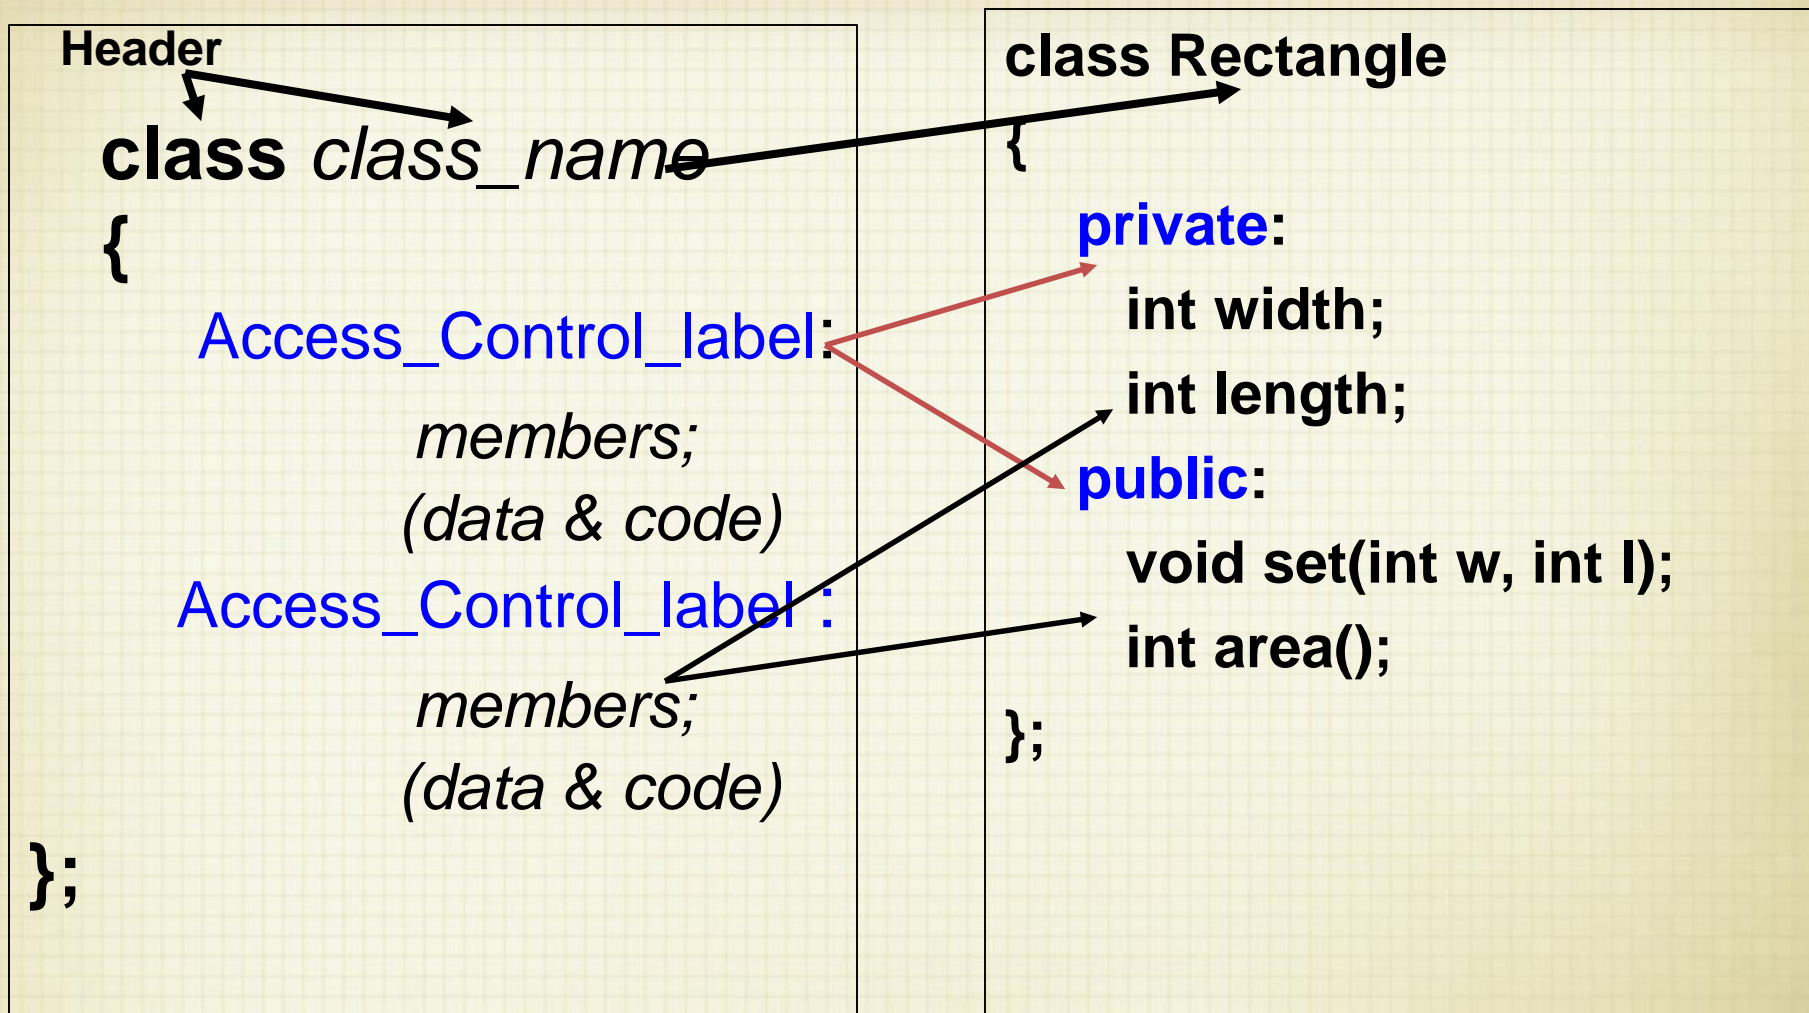 Header
class class_name
{
Access_Control_label:
members;
(data & code)
Access_Control_label :
members;
(data & code)
};
class Rectangle
{
private:
int width;
int length;
public:
void set(int w, int l);
int area();
};